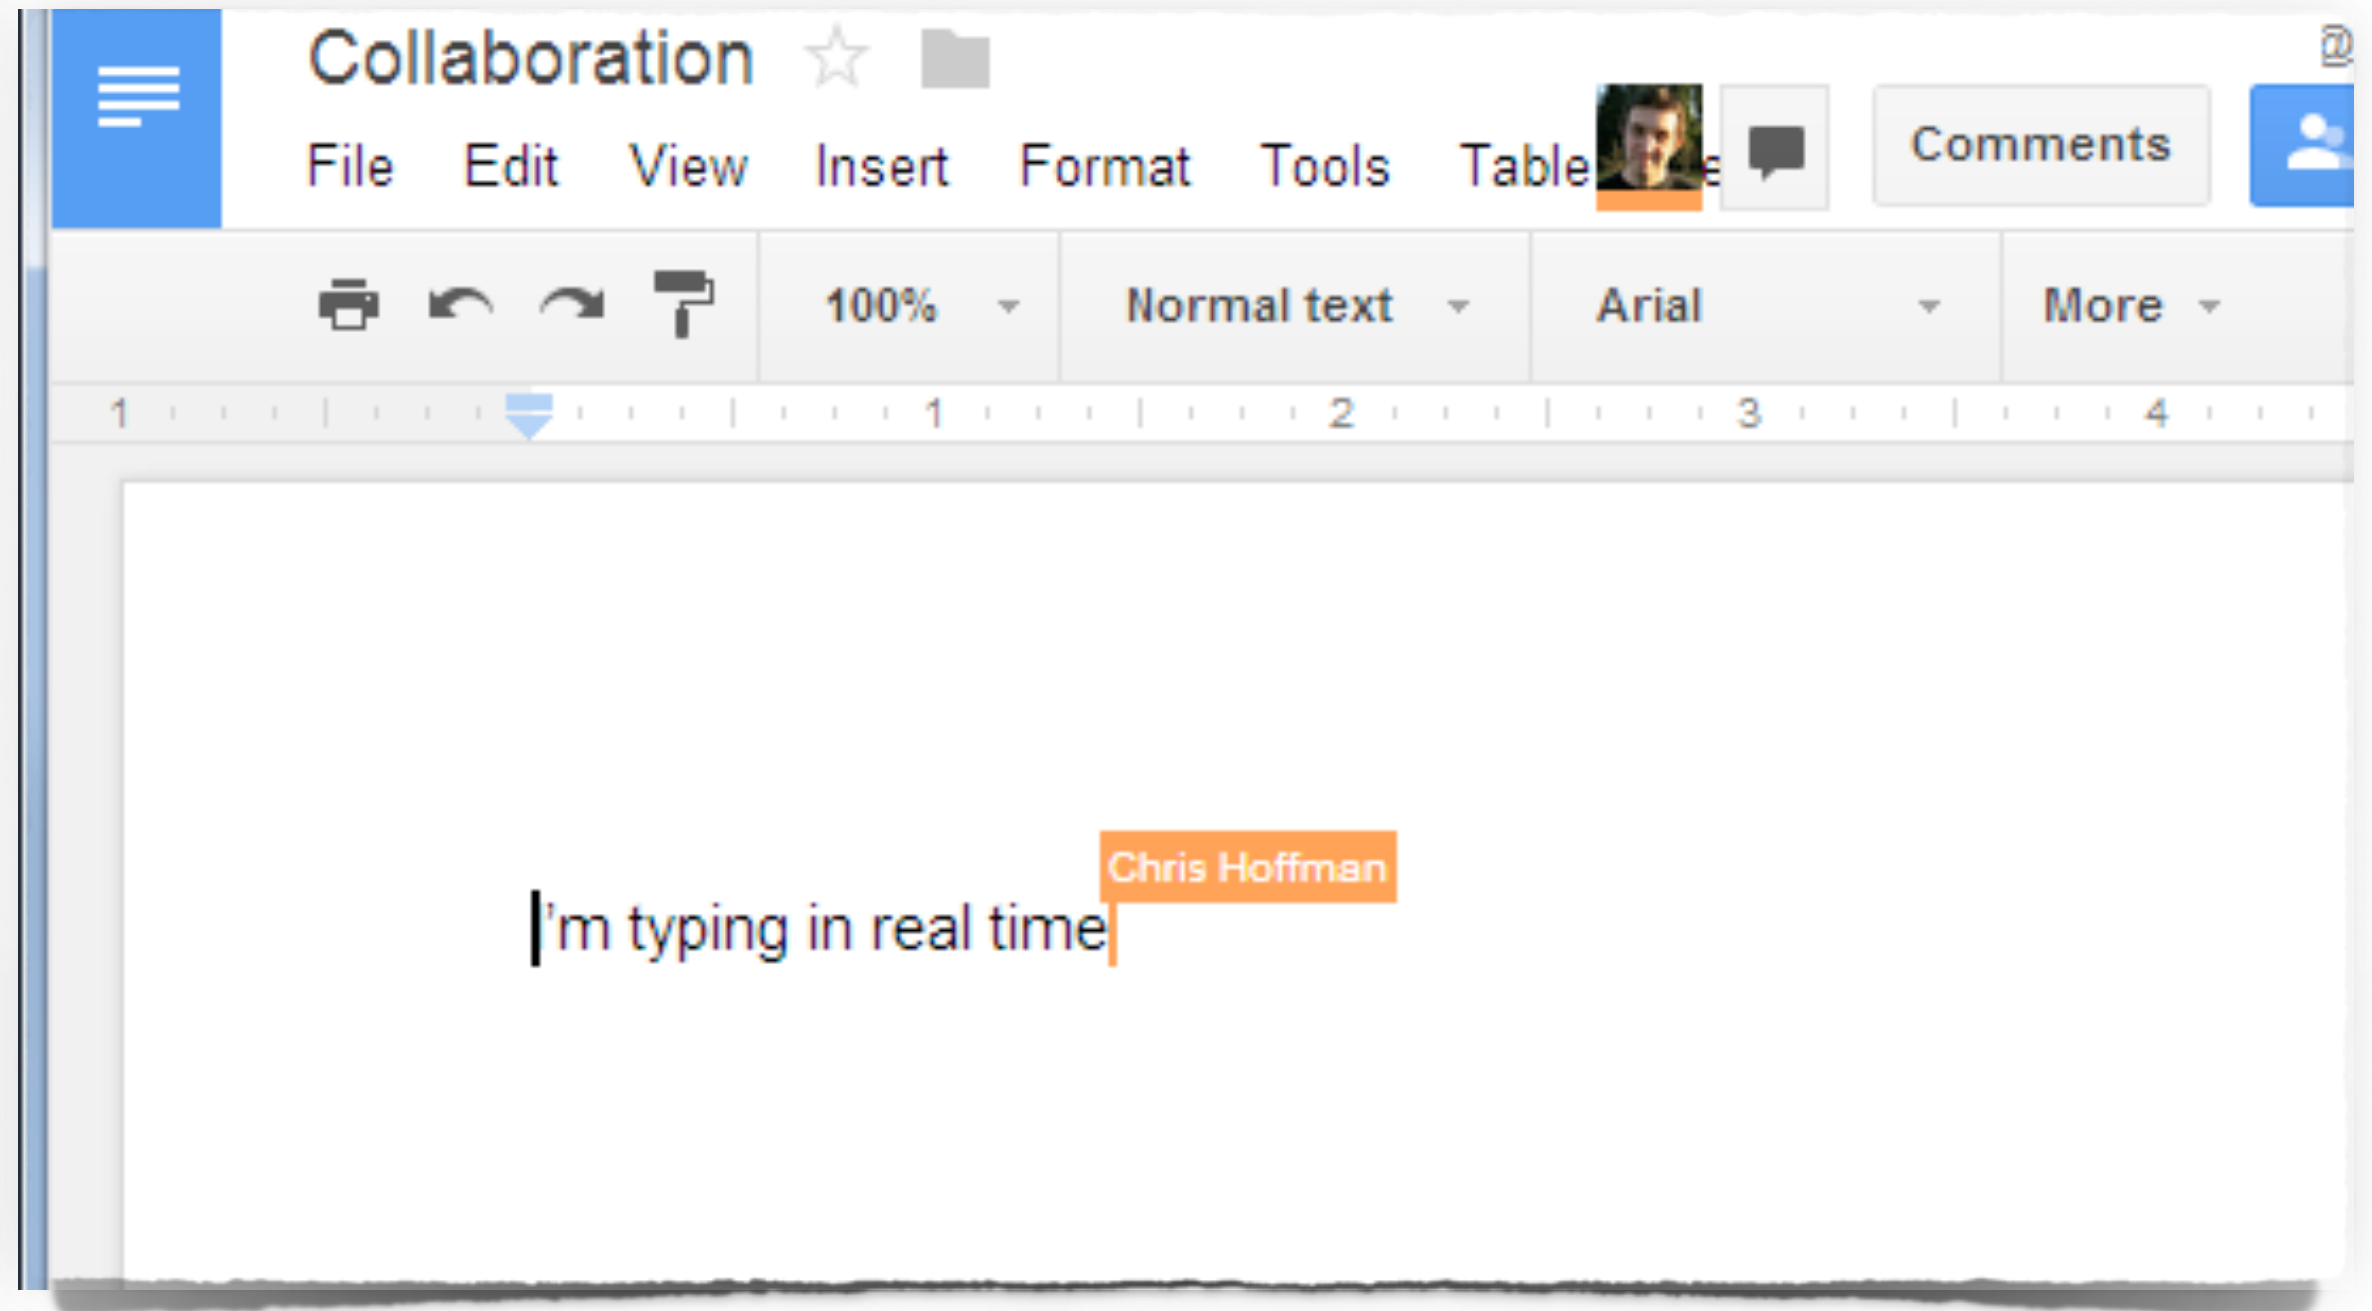 Collaboration
@
File Edit View Insert Format Tools Table
Comments
100% Normal text Arial More
1 1 2 3 4
Chris Hoffman
I'm typing in real time